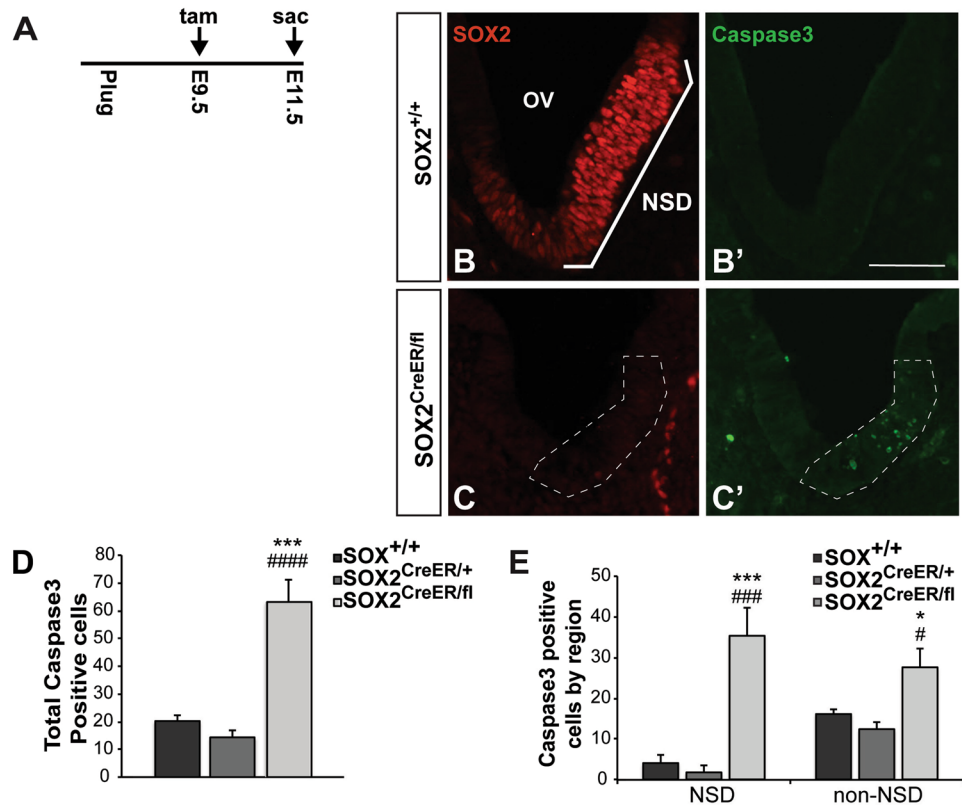 A
tam
sac
Plug
E9.5
E11.5
SOX2
Caspase3
SOX2+/+
OV
NSD
B
B’
SOX2CreER/fl
C
C’
D
Total Caspase3
Positive cells
80
70
60
50
40
30
20
10
0
***
####
SOX+/+
SOX2CreER/+
SOX2CreER/fl
E
Caspase3 positive
cells by region
50
40
30
20
10
0
***
###
*
#
SOX+/+
SOX2CreER/+
SOX2CreER/fl
NSD
non-NSD